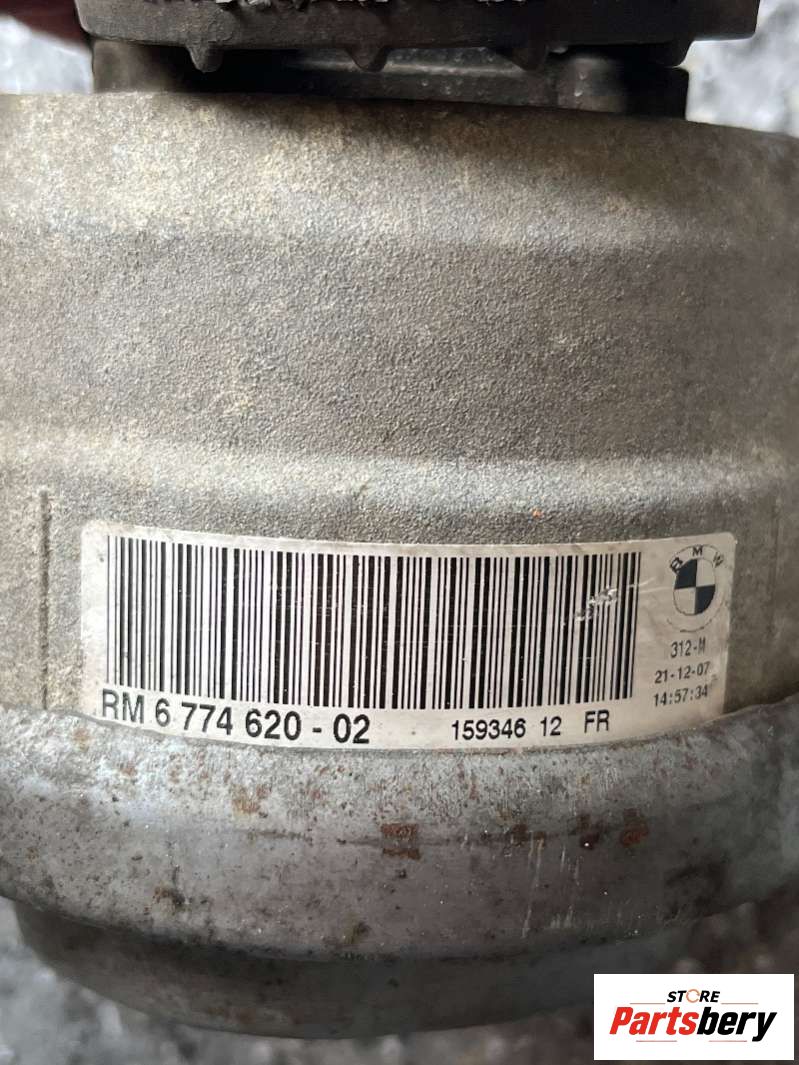 BMW
312-M
21-12-07
14:57:34
RM 6 774 620 - 02 159346 12 FR
STORE
Partsbery